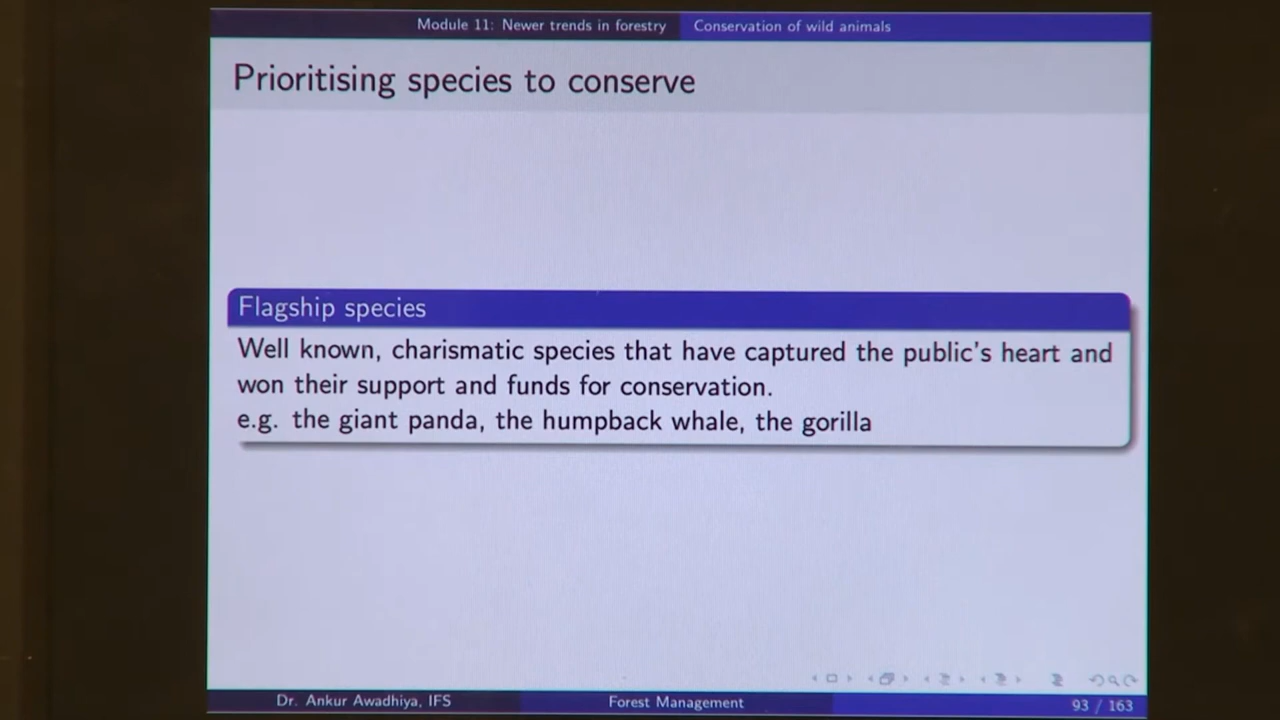 Module 11: Newer trends in forestry
Conservation of wild animals
Prioritising species to conserve
Flagship species
Well known, charismatic species that have captured the public's heart and
won their support and funds for conservation.
e.g. the giant panda, the humpback whale, the gorilla
Dr. Ankur Awadhiya, IFS
Forest Management
93 / 163